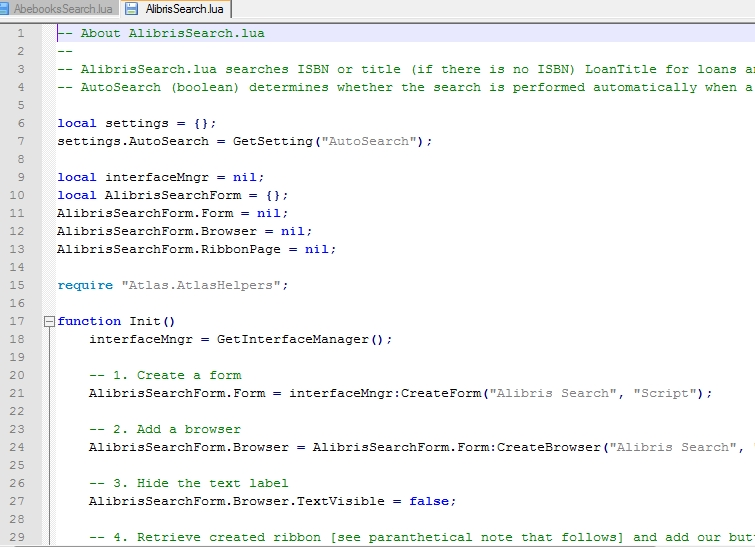 AbebooksSearch.lua AlibrisSearch.lua
1 -- About AlibrisSearch.lua
2 --
3 -- AlibrisSearch.lua searches ISBN or title (if there is no ISBN) LoanTitle for loans
4 -- AutoSearch (boolean) determines whether the search is performed automatically when a
5
6 local settings = {};
7 settings.AutoSearch = GetSetting("AutoSearch");
8
9 local interfaceMngr = nil;
10 local AlibrisSearchForm = {};
11 AlibrisSearchForm.Form = nil;
12 AlibrisSearchForm.Browser = nil;
13 AlibrisSearchForm.RibbonPage = nil;
14
15 require "Atlas.AtlasHelpers";
16
17 function Init()
18 interfaceMngr = GetInterfaceManager();
19
20 -- 1. Create a form
21 AlibrisSearchForm.Form = interfaceMngr:CreateForm("Alibris Search", "Script");
22
23 -- 2. Add a browser
24 AlibrisSearchForm.Browser = AlibrisSearchForm.Form:CreateBrowser("Alibris Search",
25
26 -- 3. Hide the text label
27 AlibrisSearchForm.Browser.TextVisible = false;
28
29 -- 4. Retrieve created ribbon [see paranthetical note that follows] and add our but